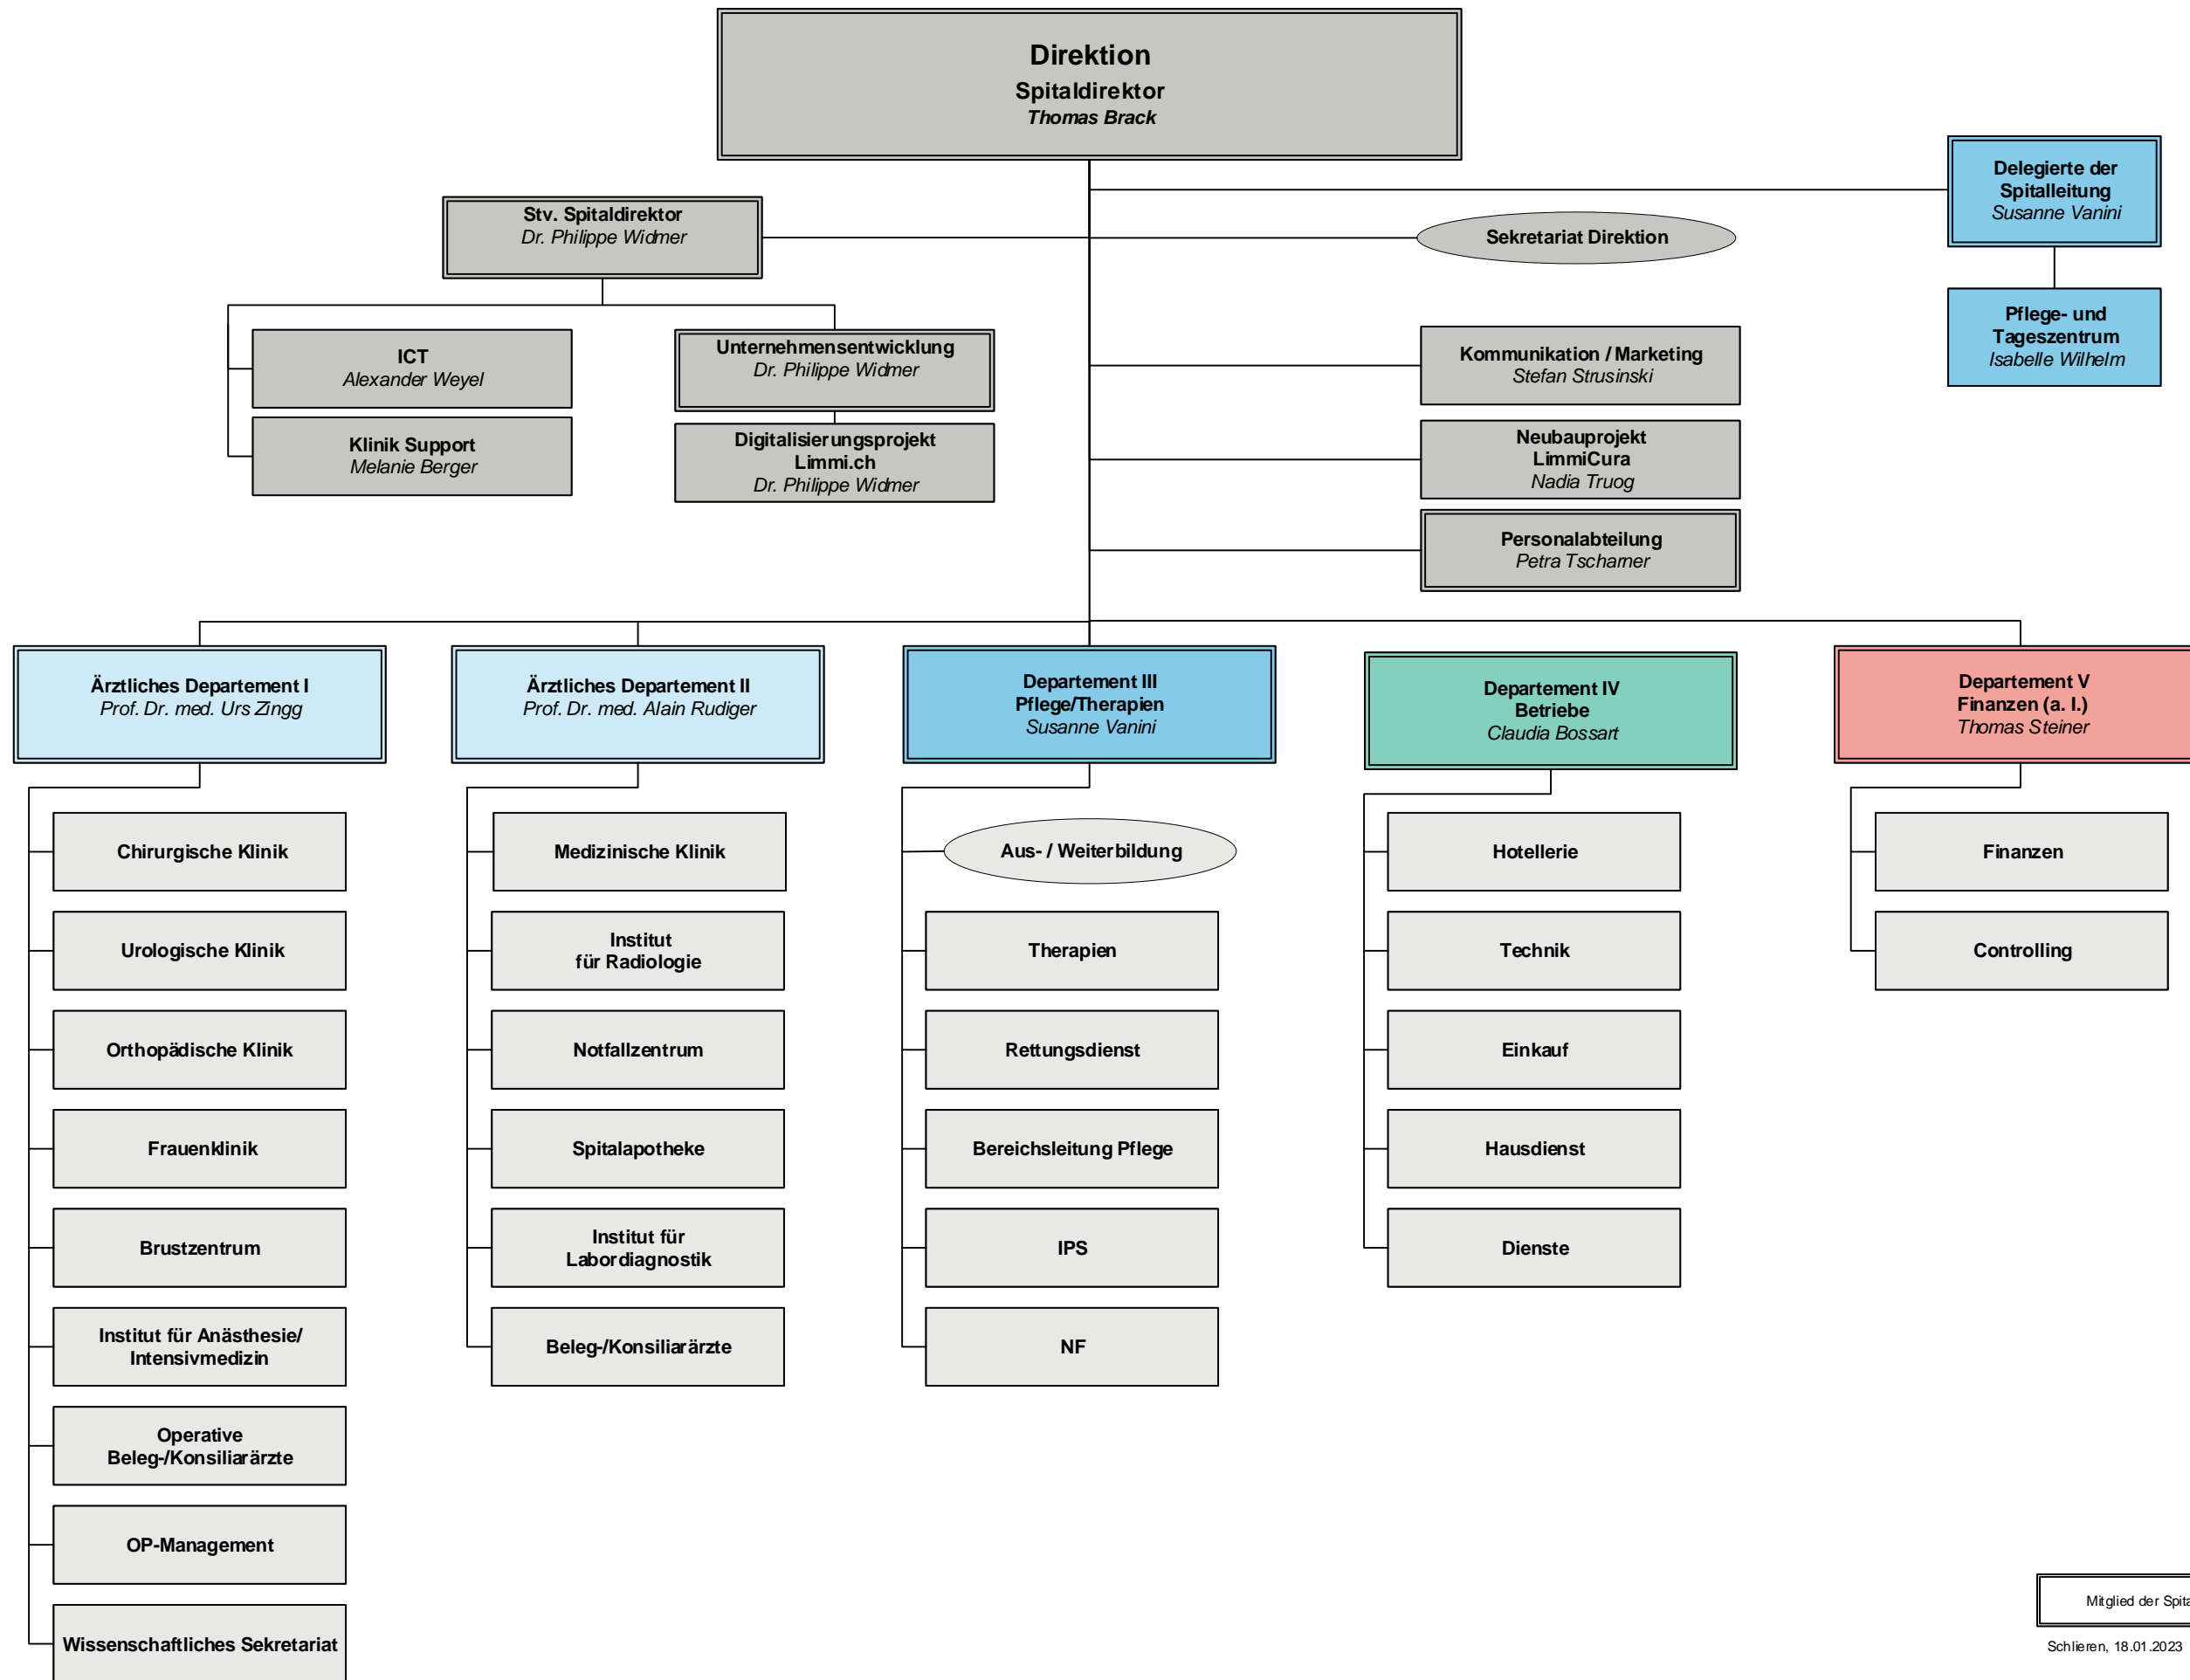 Direktion
Spitaldirektor
Thomas Brack
Delegierte der
Spitalleitung
Susanne Vanini
Stv. Spitaldirektor
Dr. Philippe Widmer
Sekretariat Direktion
Pflege- und
Tageszentrum
Isabelle Wilhelm
ICT
Alexander Weyel
Unternehmensentwicklung
Dr. Philippe Widmer
Kommunikation / Marketing
Stefan Strusinski
Klinik Support
Melanie Berger
Digitalisierungsprojekt
Limmi.ch
Dr. Philippe Widmer
Neubauprojekt
LimmiCura
Nadia Truog
Personalabteilung
Petra Tscharner
Ärztliches Departement I
Prof. Dr. med. Urs Zingg
Ärztliches Departement II
Prof. Dr. med. Alain Rudiger
Departement III
Pflege/Therapien
Susanne Vanini
Departement IV
Betriebe
Claudia Bossart
Departement V
Finanzen (a. I.)
Thomas Steiner
Chirurgische Klinik
Urologische Klinik
Orthopädische Klinik
Frauenklinik
Brustzentrum
Institut für Anästhesie/
Intensivmedizin
Operative
Beleg-/Konsiliarärzte
OP-Management
Wissenschaftliches Sekretariat
Medizinische Klinik
Institut
für Radiologie
Notfallzentrum
Spitalapotheke
Institut für
Labordiagnostik
Beleg-/Konsiliarärzte
Aus- / Weiterbildung
Therapien
Rettungsdienst
Bereichsleitung Pflege
IPS
NF
Hotellerie
Technik
Einkauf
Hausdienst
Dienste
Finanzen
Controlling
Mitglied der Spita
Schlieren, 18.01.2023